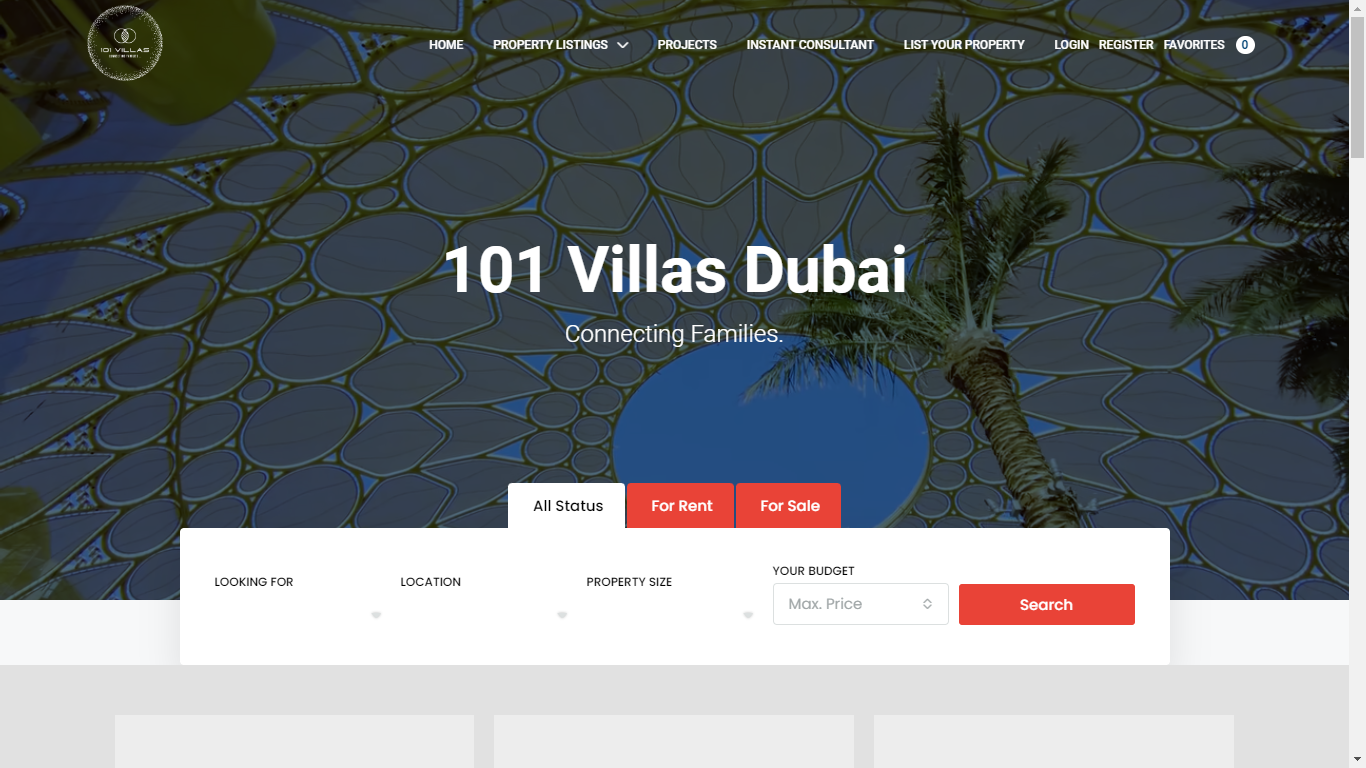 101 VILLAS
HOME
PROPERTY LISTINGS
PROJECTS
INSTANT CONSULTANT
LIST YOUR PROPERTY
LOGIN
REGISTER
FAVORITES
0
101 Villas Dubai
Connecting Families.
All Status
For Rent
For Sale
LOOKING FOR
LOCATION
PROPERTY SIZE
YOUR BUDGET
Max. Price
Search